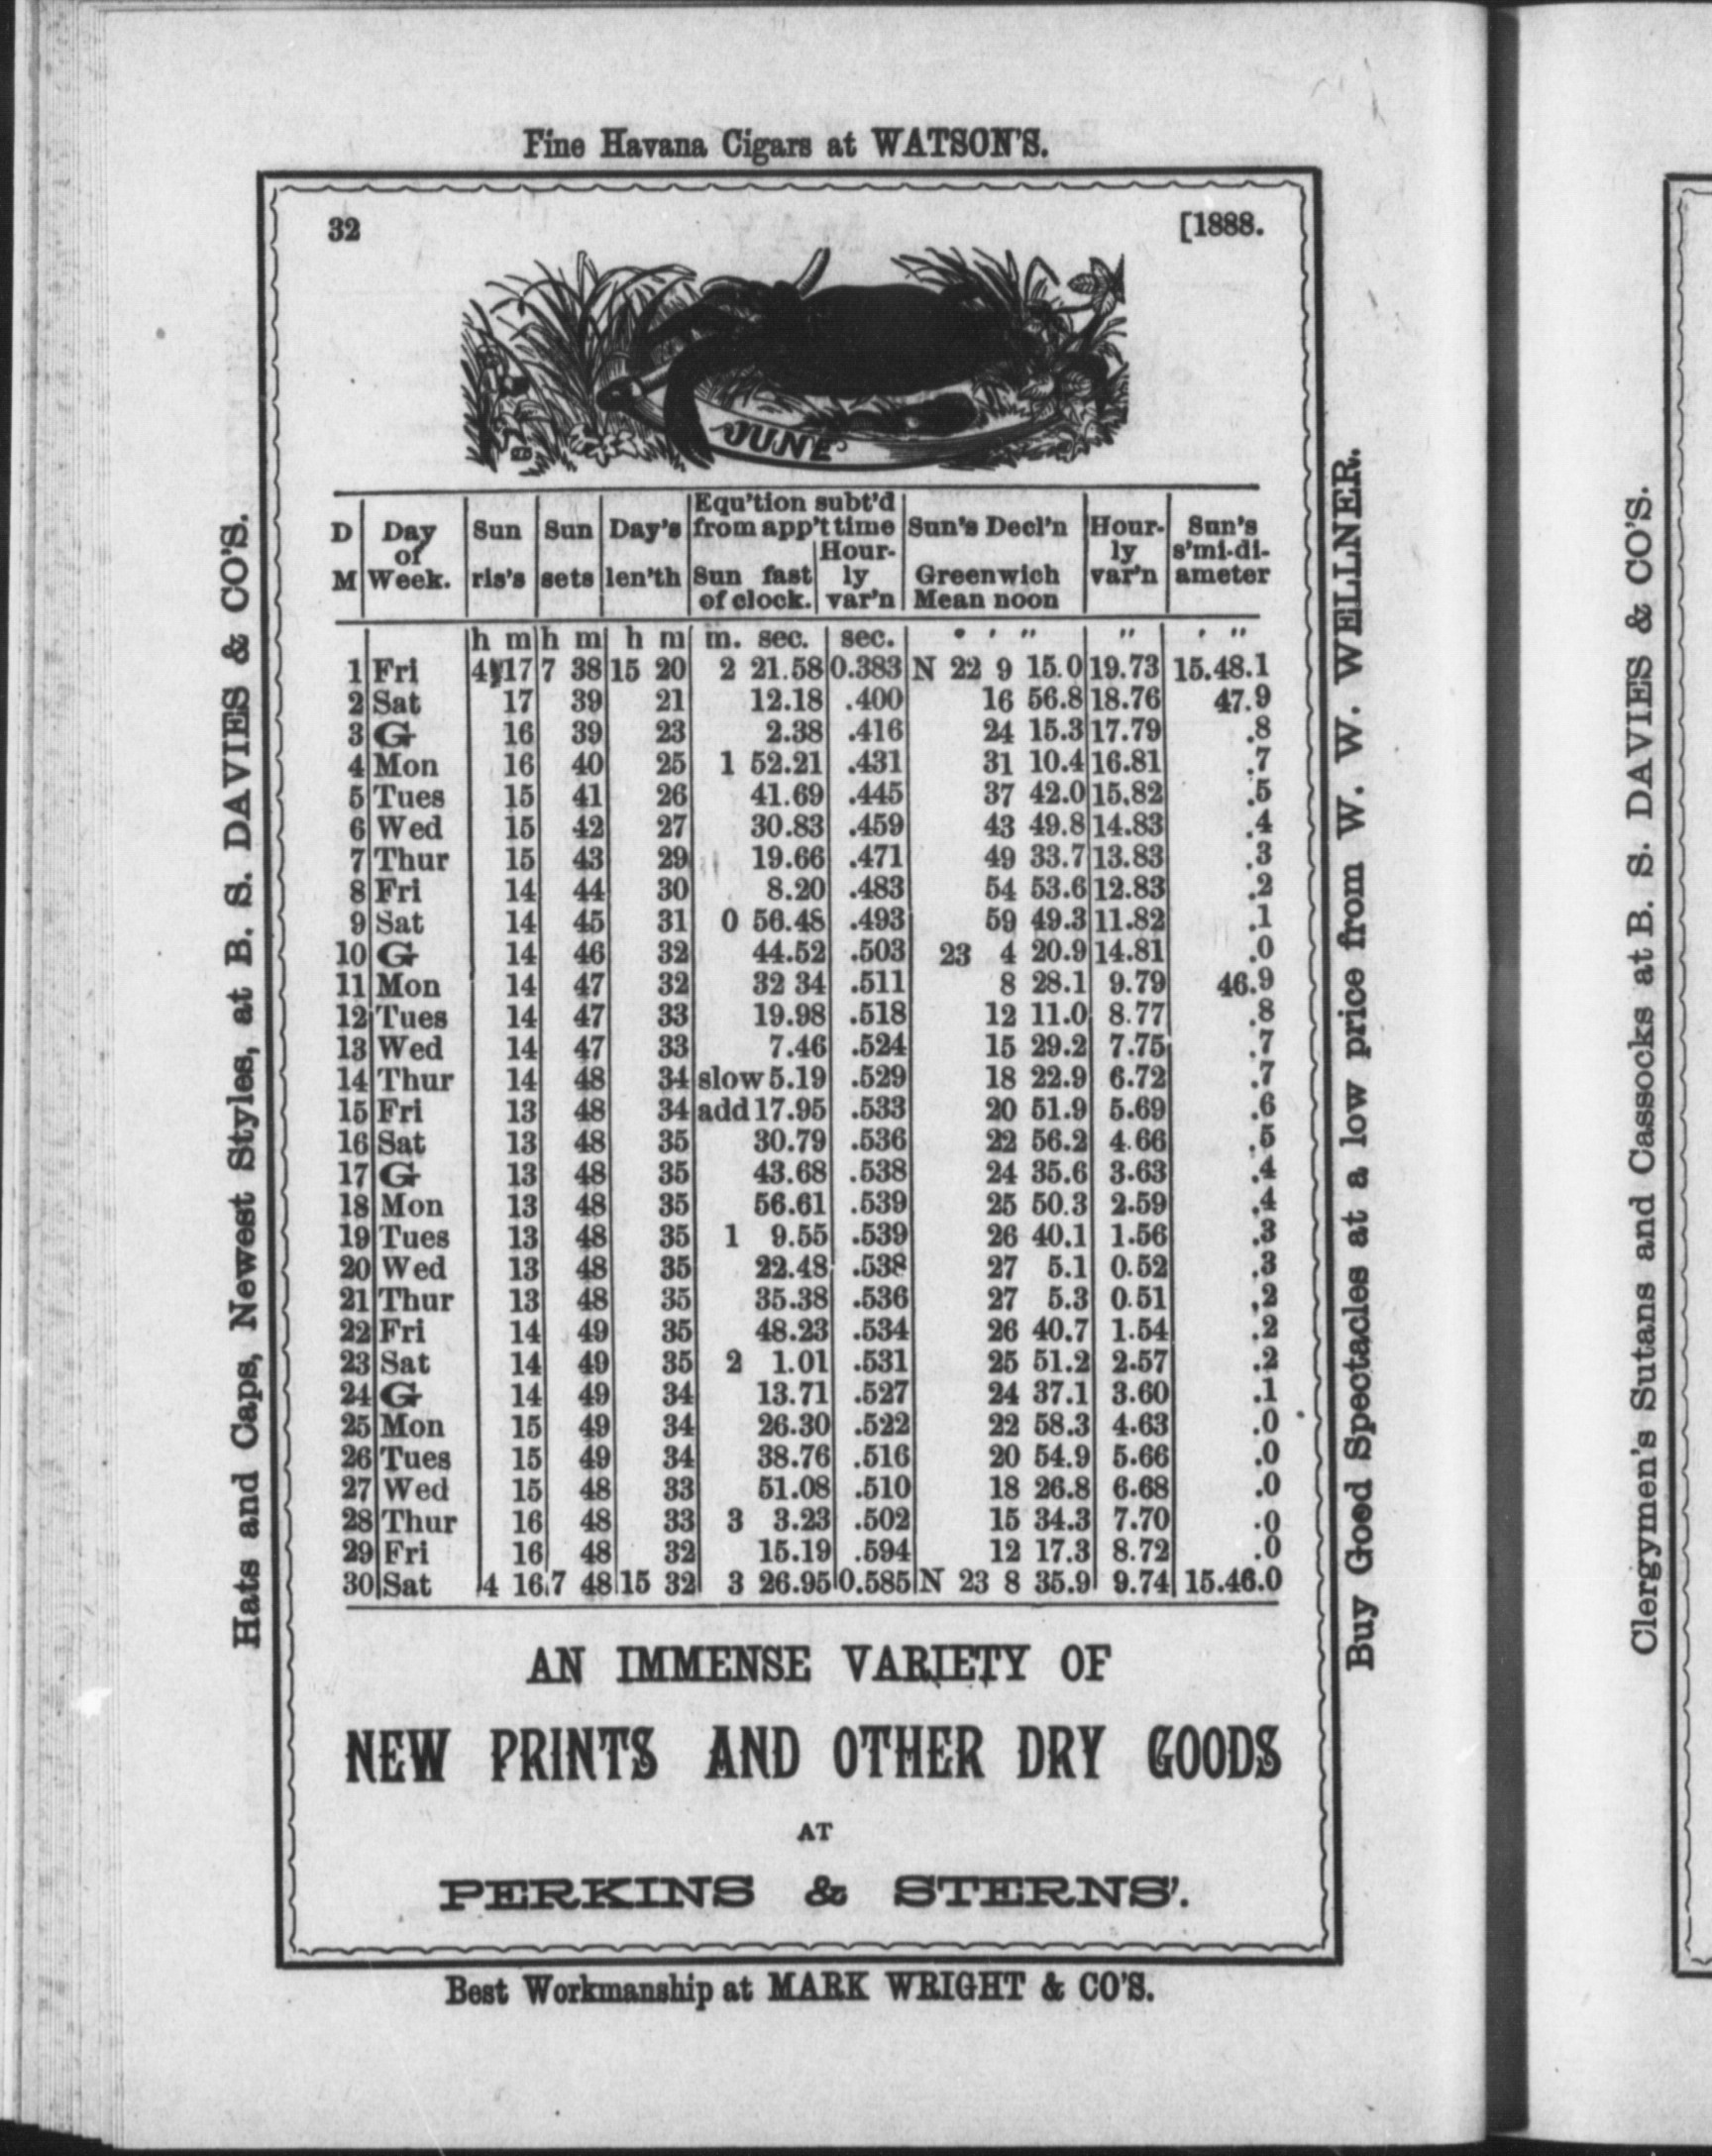 Fine Havana Cigars at WATSON'S.
32 [1888.
JUNE
D M | Day of Week. | Sun ris's | Sun sets | Day's len'th | Equ'tion subt'd from app't time Sun fast of clock. | Hour-ly var'n | Sun's Decl'n Greenwich Mean noon | Hour-ly var'n | Sun's s'mi-di-ameter
h m | h m | h m | m. sec. | sec. | ° ' " | " | ' "
1 Fri 4 17 7 38 15 20 2 21.58 0.383 N 22 9 15.0 19.73 15.48.1
2 Sat 17 39 21 12.18 .400 16 56.8 18.76 47.9
3 G 16 39 23 2.38 .416 24 15.3 17.79 .8
4 Mon 16 40 25 1 52.21 .431 31 10.4 16.81 .7
5 Tues 15 41 26 41.69 .445 37 42.0 15.82 .5
6 Wed 15 42 27 30.83 .459 43 49.8 14.83 .4
7 Thur 15 43 29 19.66 .471 49 33.7 13.83 .3
8 Fri 14 44 30 8.20 .483 54 53.6 12.83 .2
9 Sat 14 45 31 0 56.48 .493 59 49.3 11.82 .1
10 G 14 46 32 44.52 .503 23 4 20.9 14.81 .0
11 Mon 14 47 32 32 34 .511 8 28.1 9.79 46.9
12 Tues 14 47 33 19.98 .518 12 11.0 8.77 .8
13 Wed 14 47 33 7.46 .524 15 29.2 7.75 .7
14 Thur 14 48 34 slow 5.19 .529 18 22.9 6.72 .7
15 Fri 13 48 34 add 17.95 .533 20 51.9 5.69 .6
16 Sat 13 48 35 30.79 .536 22 56.2 4.66 .5
17 G 13 48 35 43.68 .538 24 35.6 3.63 .4
18 Mon 13 48 35 56.61 .539 25 50.3 2.59 .4
19 Tues 13 48 35 1 9.55 .539 26 40.1 1.56 .3
20 Wed 13 48 35 22.48 .538 27 5.1 0.52 .3
21 Thur 13 48 35 35.38 .536 27 5.3 0.51 .2
22 Fri 14 49 35 48.23 .534 26 40.7 1.54 .2
23 Sat 14 49 35 2 1.01 .531 25 51.2 2.57 .2
24 G 14 49 34 13.71 .527 24 37.1 3.60 .1
25 Mon 15 49 34 26.30 .522 22 58.3 4.63 .0
26 Tues 15 49 34 38.76 .516 20 54.9 5.66 .0
27 Wed 15 48 33 51.08 .510 18 26.8 6.68 .0
28 Thur 16 48 33 3 3.23 .502 15 34.3 7.70 .0
29 Fri 16 48 32 15.19 .594 12 17.3 8.72 .0
30 Sat 4 16 7 48 15 32 3 26.95 0.585 N 23 8 35.9 9.74 15.46.0
AN IMMENSE VARIETY OF
NEW PRINTS AND OTHER DRY GOODS
AT
PERKINS & STERNS'.
Best Workmanship at MARK WRIGHT & CO'S.
Hats and Caps, Newest Styles, at B. S. DAVIES & CO'S.
Buy Good Spectacles at a low price from W. W. WELLNER.
Clergymen's Sutans and Cassocks at B. S. DAVIES & CO'S.